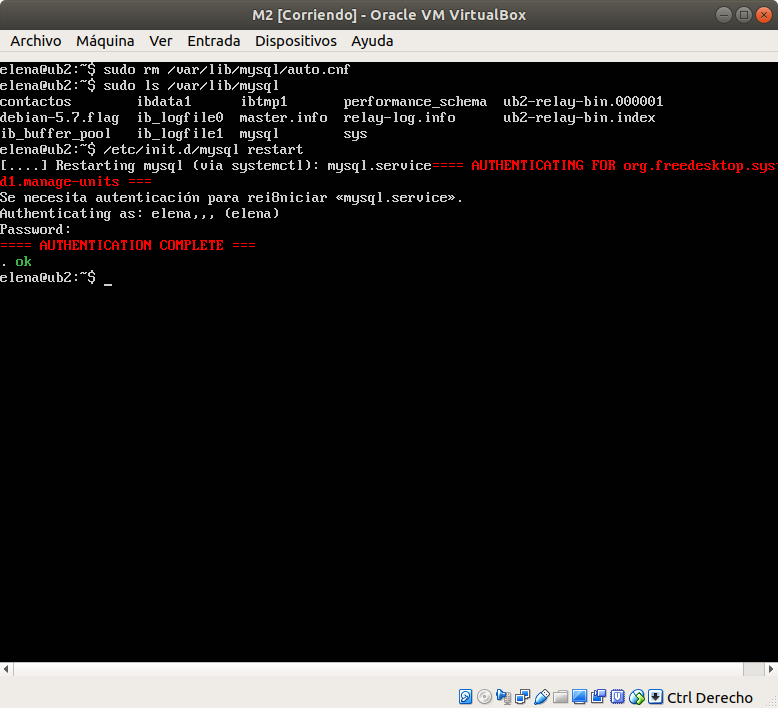 M2 [Corriendo] - Oracle VM VirtualBox
Archivo Máquina Ver Entrada Dispositivos Ayuda
elena@ub2:~$ sudo rm /var/lib/mysql/auto.cnf
elena@ub2:~$ sudo ls /var/lib/mysql
contactos ibdata1 ibtmp1 performance_schema ub2-relay-bin.000001
debian-5.7.flag ib_logfile0 master.info relay-log.info ub2-relay-bin.index
ib_buffer_pool ib_logfile1 mysql sys
elena@ub2:~$ /etc/init.d/mysql restart
[....] Restarting mysql (via systemctl): mysql.service==== AUTHENTICATING FOR org.freedesktop.sys
d1.manage-units ===
Se necesita autenticación para rei8niciar «mysql.service».
Authenticating as: elena,,, (elena)
Password:
==== AUTHENTICATION COMPLETE ===
. ok
elena@ub2:~$ _
Ctrl Derecho